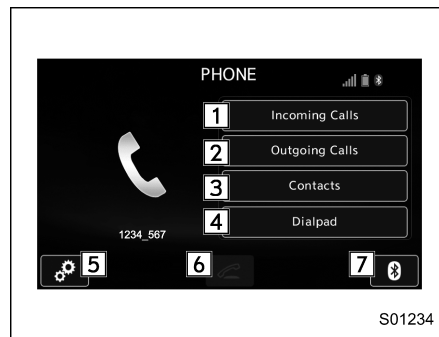 PHONE
1 Incoming Calls
2 Outgoing Calls
3 Contacts
4 Dialpad
1234_567
5 6 7
S01234